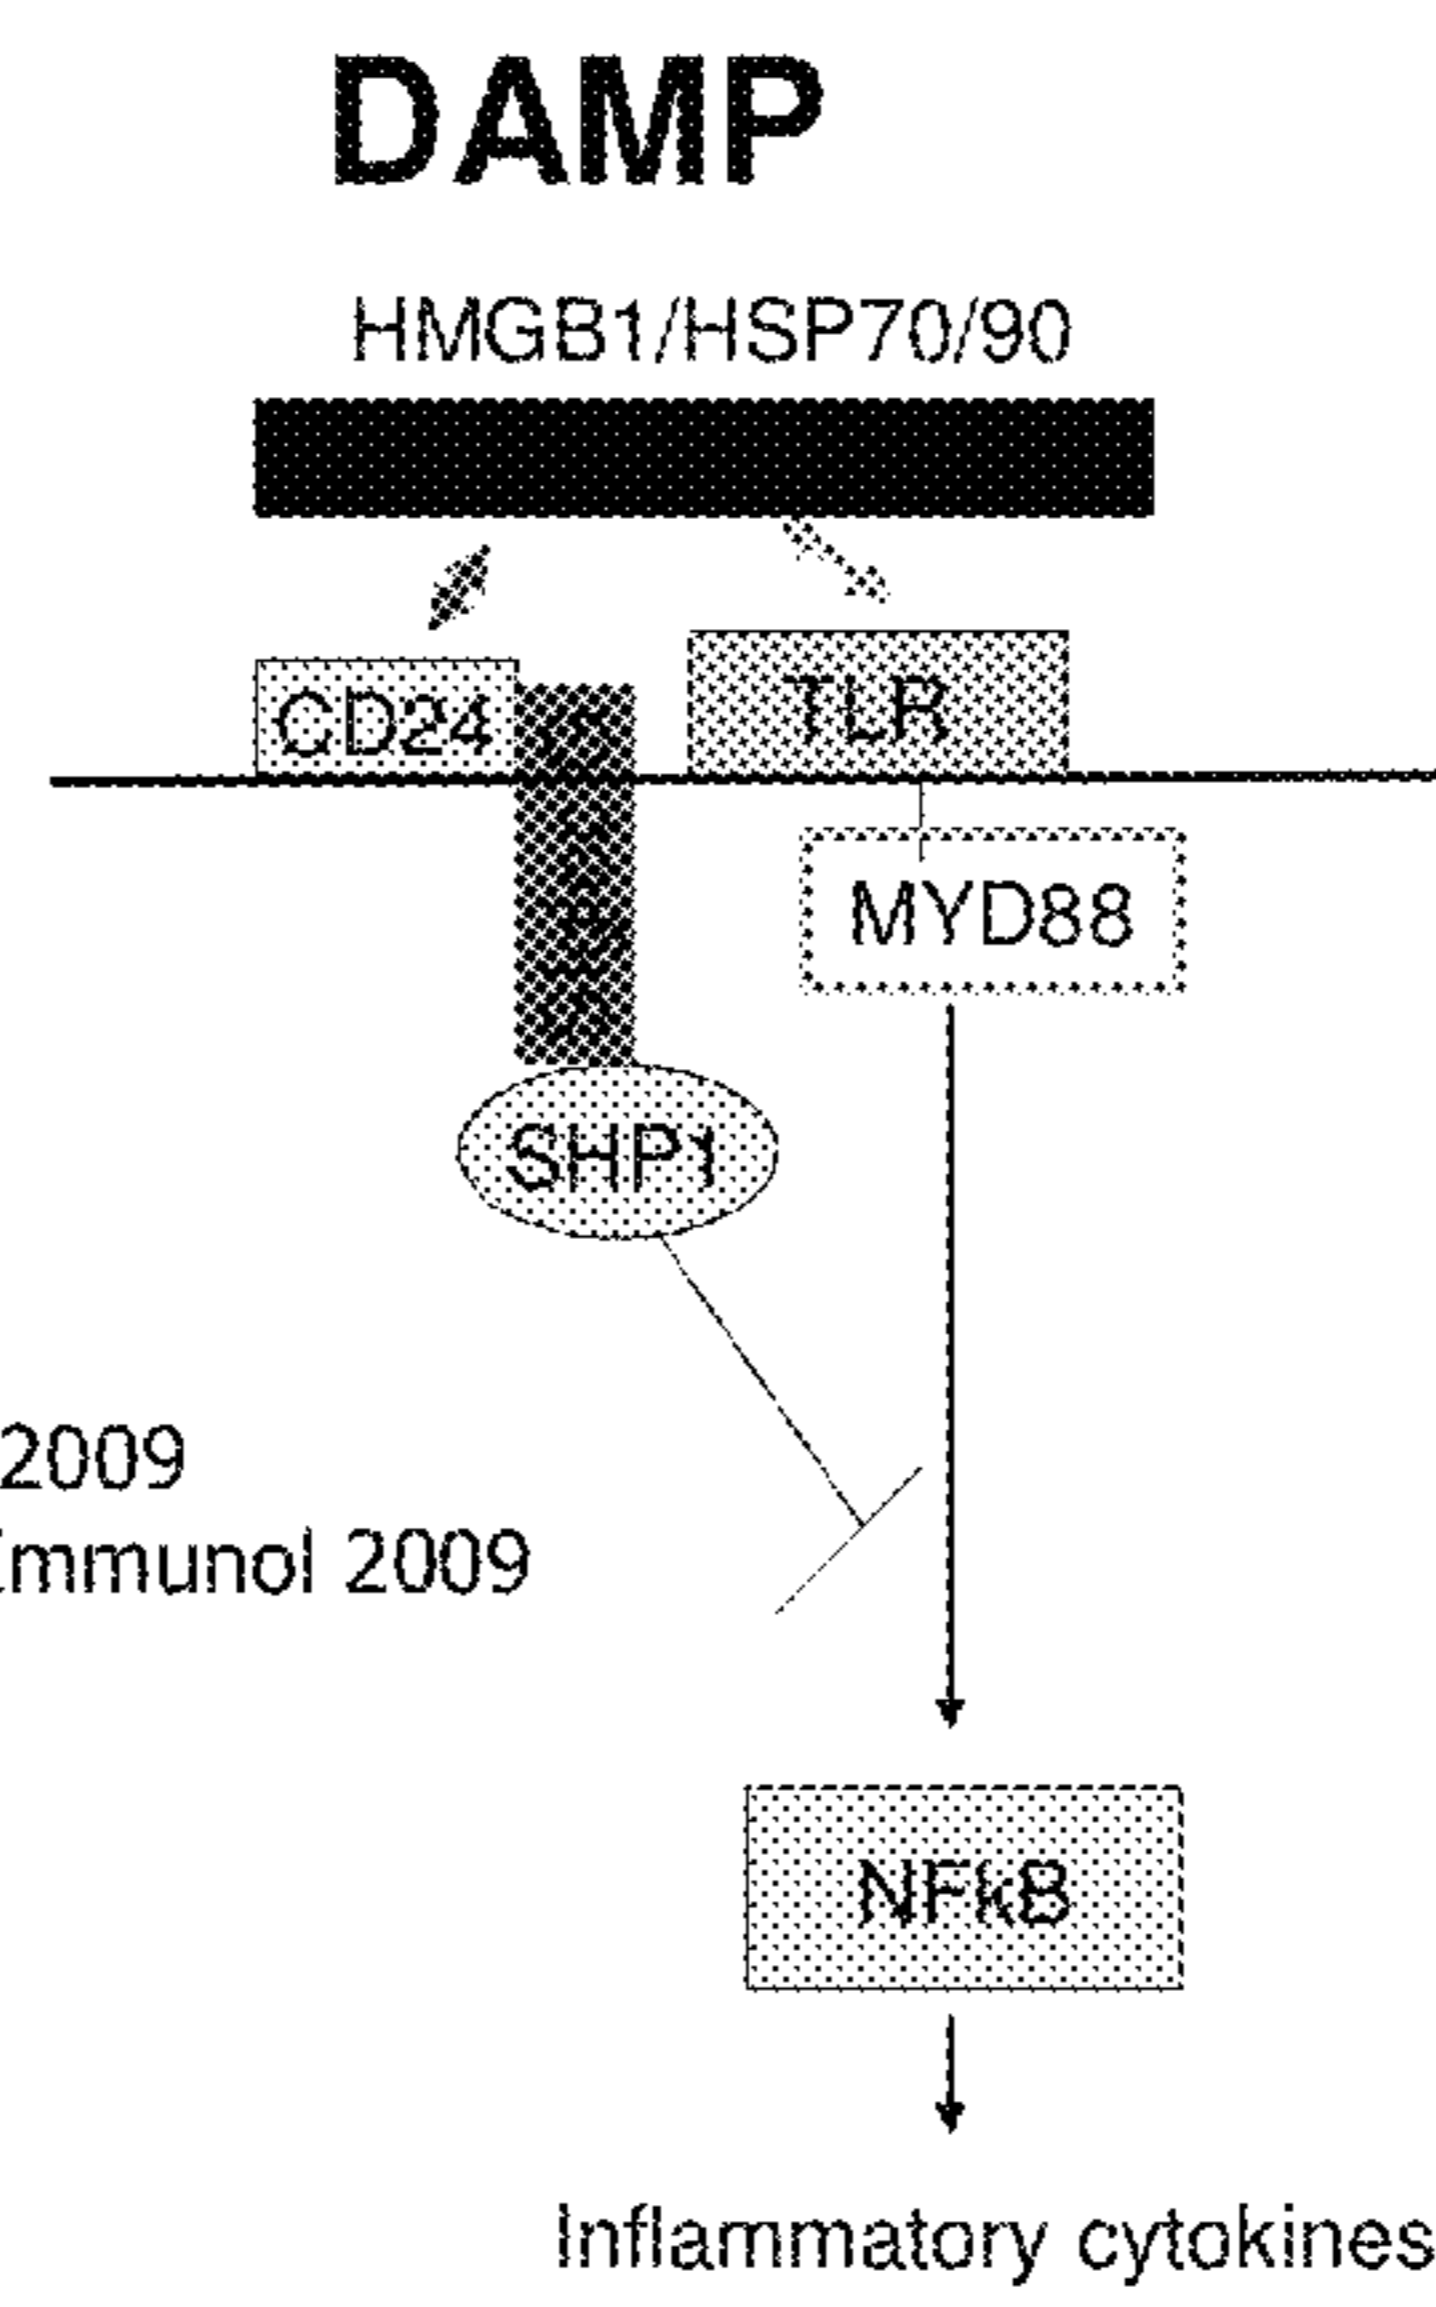 DAMP
HMGB1/HSP70/90
CD24
TLR
MYD88
SHP1
2009
Immunol 2009
NFkB
Inflammatory cytokines